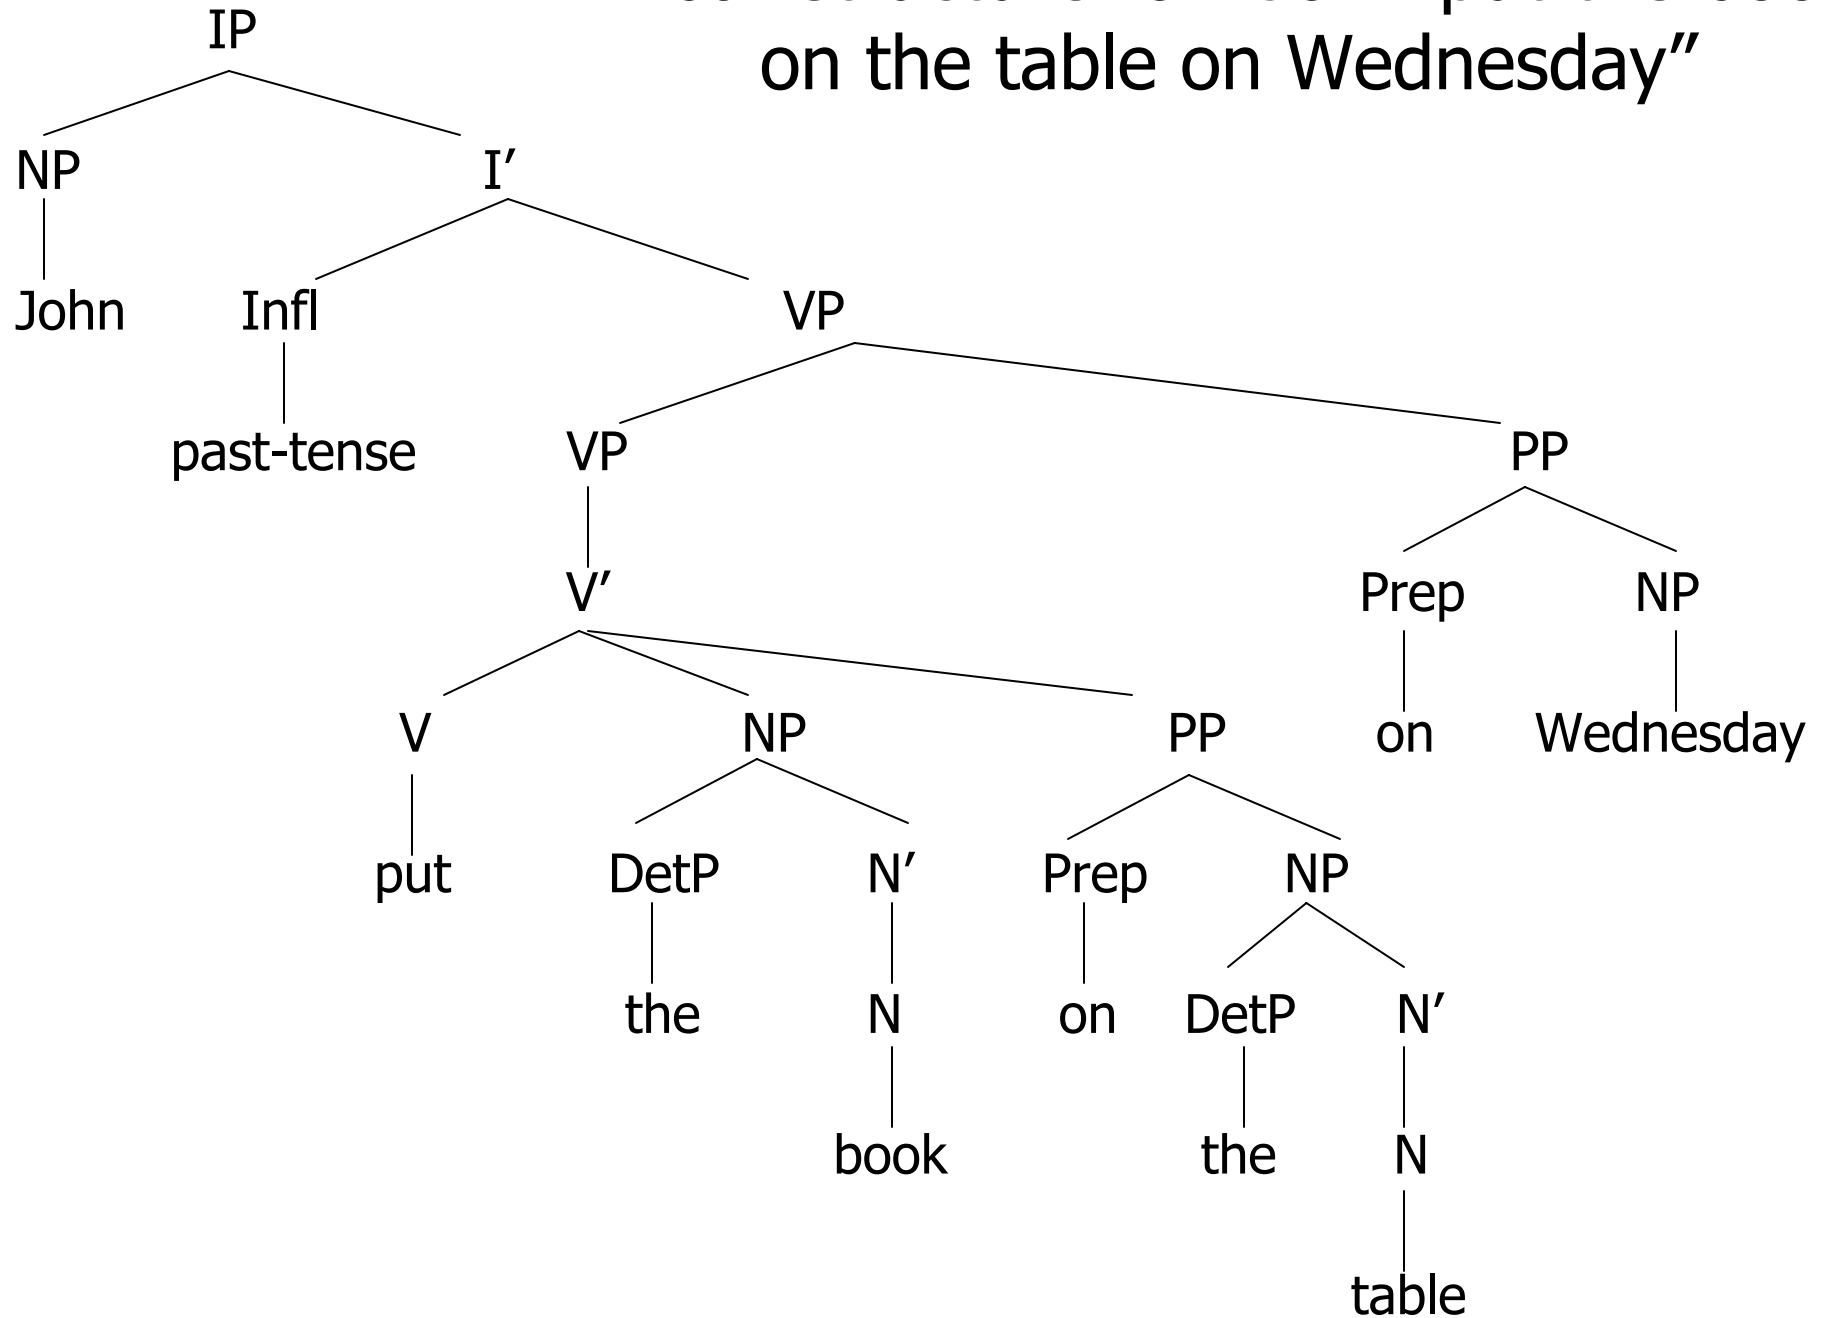 IP
on the table on Wednesday”
NP I’
John Infl VP
past-tense VP PP
V’ Prep NP
V NP PP on Wednesday
put DetP N’ Prep NP
the N on DetP N’
book the N
table